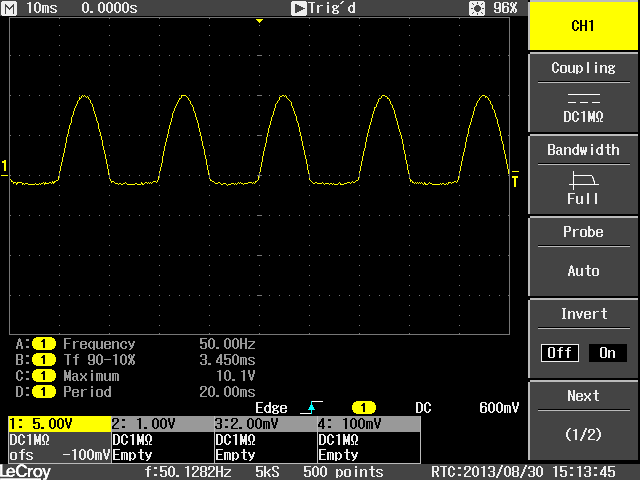 M 10ms 0.0000s Trig'd 96%
CH1
Coupling
DC1MΩ
Bandwidth
Full
Probe
Auto
Invert
Off On
Next
(1/2)
1
T
A: 1 Frequency 50.00Hz
B: 1 Tf 90-10% 3.450ms
C: 1 Maximum 10.1V
D: 1 Period 20.00ms
Edge 1 DC 600mV
1: 5.00V 2: 1.00V 3:2.00mV 4: 100mV
DC1MΩ DC1MΩ DC1MΩ DC1MΩ
ofs -100mV Empty Empty Empty
LeCroy f:50.1282Hz 5kS 500 points RTC:2013/08/30 15:13:45